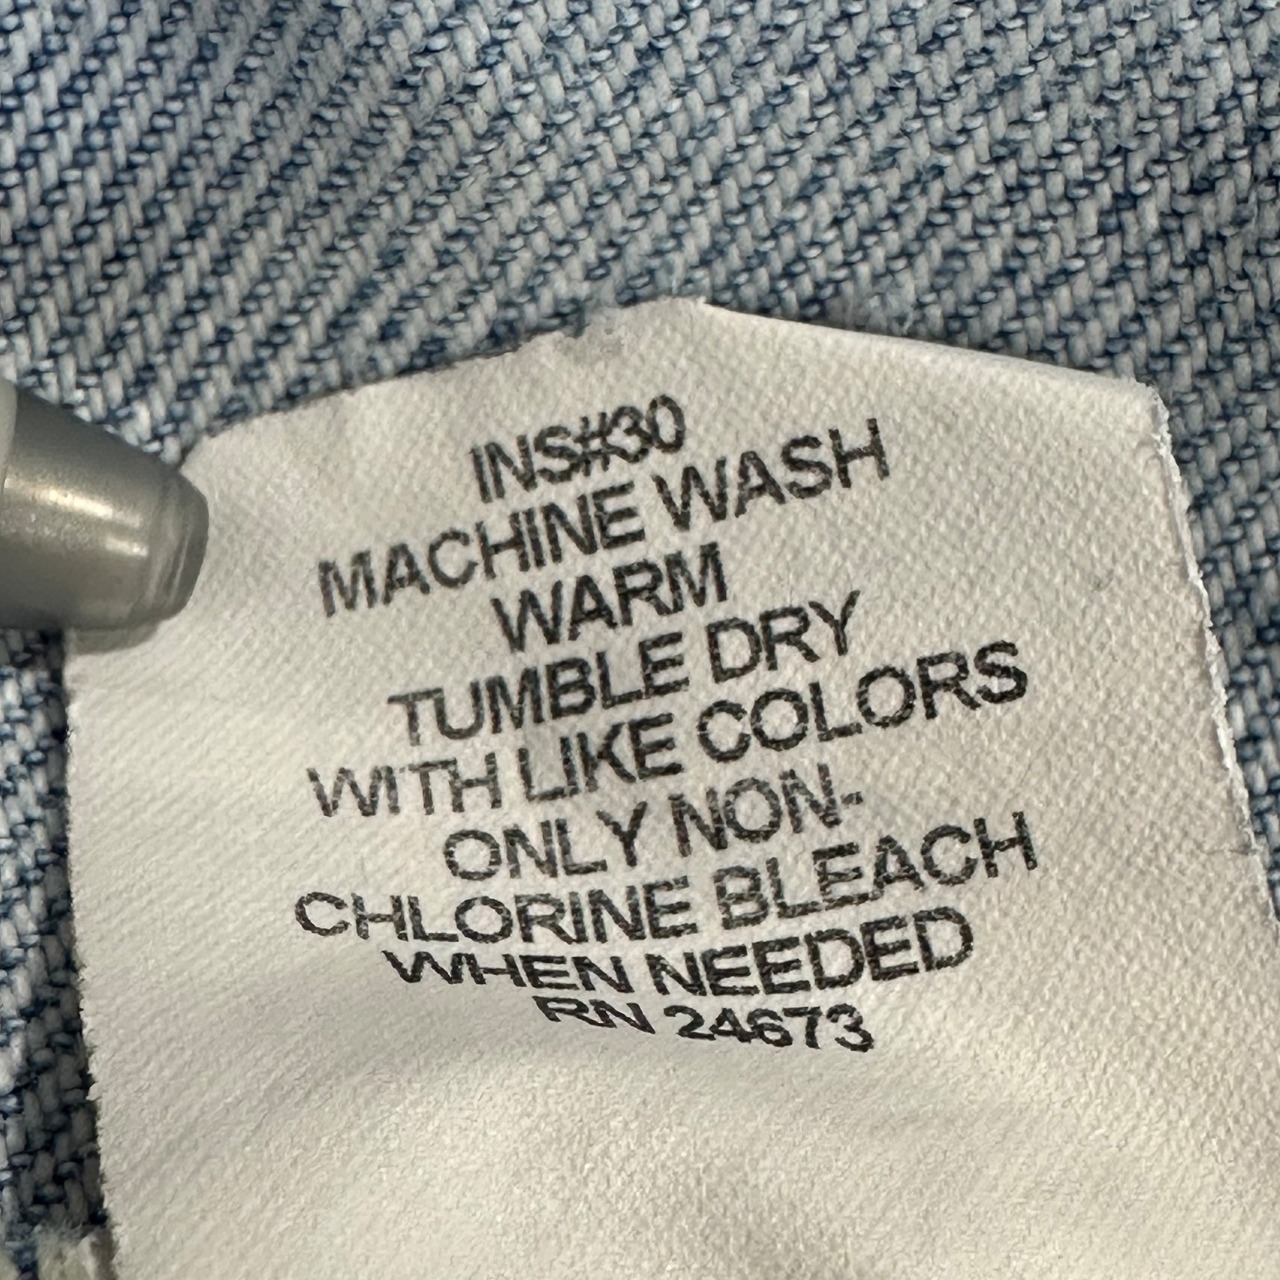 INS#30
MACHINE WASH
WARM
TUMBLE DRY
WITH LIKE COLORS
ONLY NON-
CHLORINE BLEACH
WHEN NEEDED
RN 24673